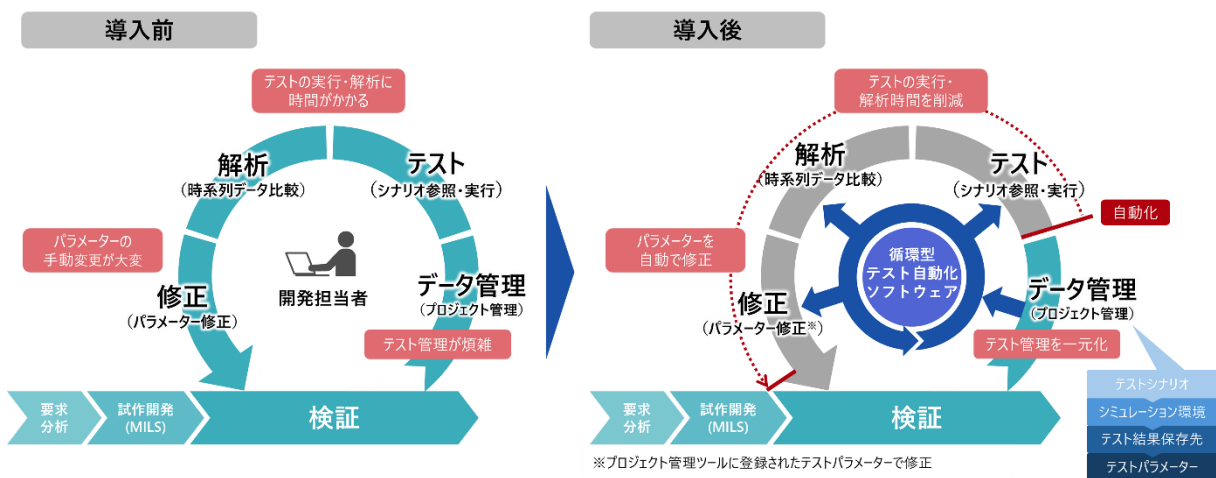 導入前
テストの実行・解析に
時間がかかる
解析
（時系列データ比較）
テスト
（シナリオ参照・実行）
パラメーターの
手動変更が大変
開発担当者
データ管理
（プロジェクト管理）
修正
（パラメーター修正）
テスト管理が煩雑
要求
分析
試作開発
(MILS)
検証
導入後
テストの実行・
解析時間を削減
解析
（時系列データ比較）
テスト
（シナリオ参照・実行）
自動化
パラメーターを
自動で修正
循環型
テスト自動化
ソフトウェア
データ管理
（プロジェクト管理）
修正
（パラメーター修正※）
テスト管理を一元化
テストシナリオ
シミュレーション環境
テスト結果保存先
テストパラメーター
要求
分析
試作開発
(MILS)
検証
※プロジェクト管理ツールに登録されたテストパラメーターで修正